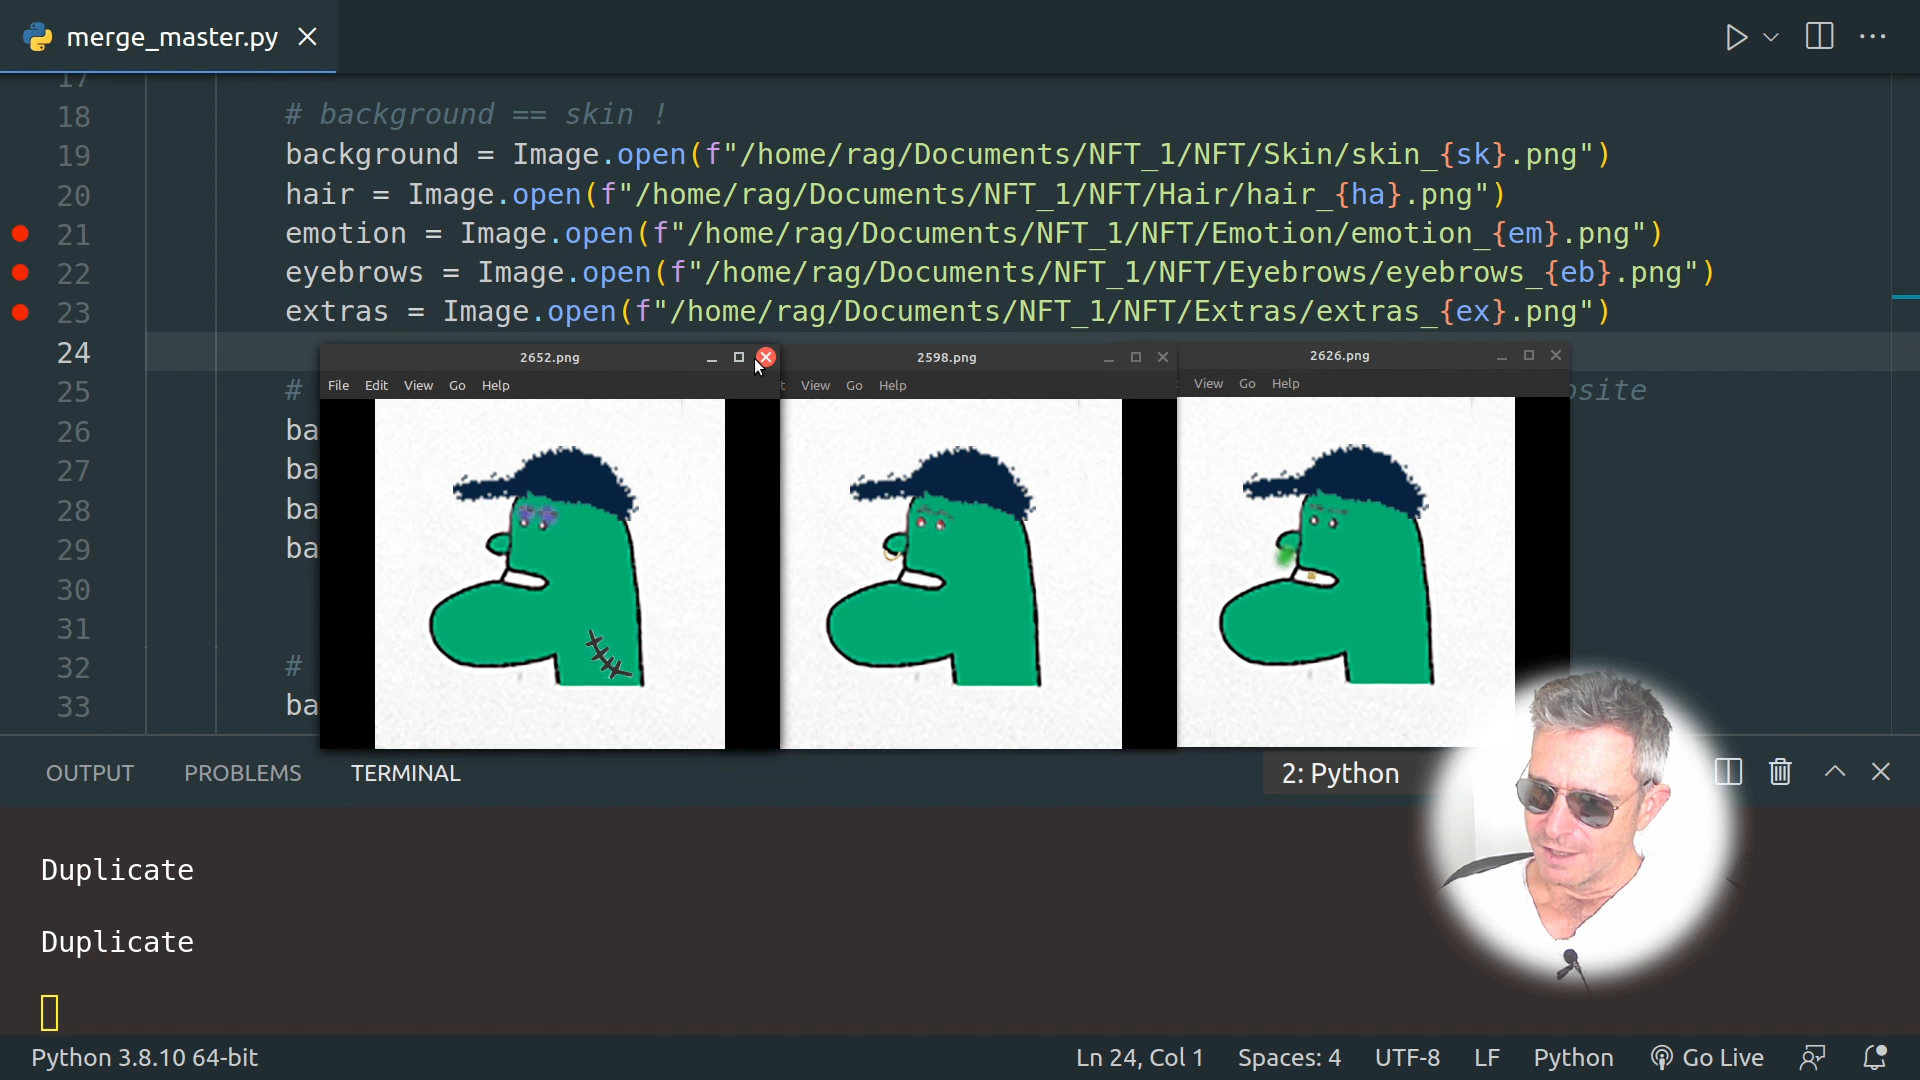 merge_master.py
17
18 # background == skin !
19 background = Image.open(f"/home/rag/Documents/NFT_1/NFT/Skin/skin_{sk}.png")
20 hair = Image.open(f"/home/rag/Documents/NFT_1/NFT/Hair/hair_{ha}.png")
21 emotion = Image.open(f"/home/rag/Documents/NFT_1/NFT/Emotion/emotion_{em}.png")
22 eyebrows = Image.open(f"/home/rag/Documents/NFT_1/NFT/Eyebrows/eyebrows_{eb}.png")
23 extras = Image.open(f"/home/rag/Documents/NFT_1/NFT/Extras/extras_{ex}.png")
24
2652.png 2598.png 2626.png
File Edit View Go Help View Go Help View Go Help
25 #
26 ba
27 ba
28 ba
29 ba
30
31
32 #
33 ba
OUTPUT PROBLEMS TERMINAL 2: Python
Duplicate
Duplicate
Python 3.8.10 64-bit Ln 24, Col 1 Spaces: 4 UTF-8 LF Python Go Live